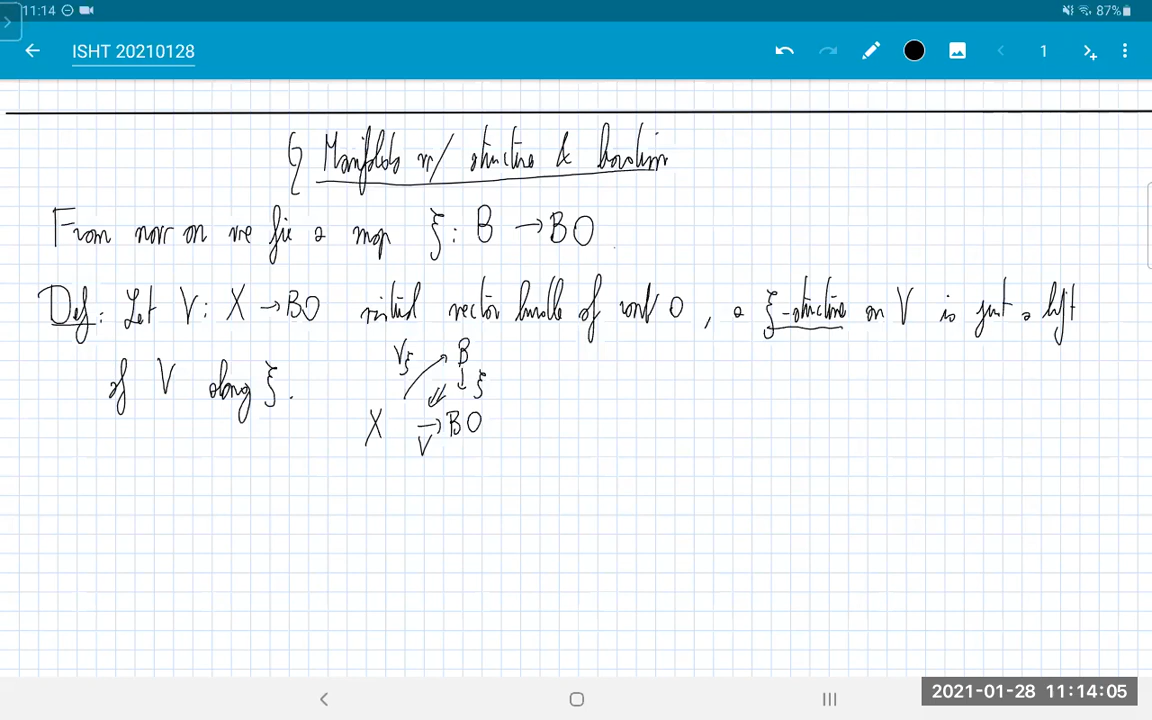 11:14
87%
ISHT 20210128
1
§ Manifolds w/ structure & bordism
From now on we fix a map ξ: B → BO
Def: Let V: X → BO virtual vector bundle of rank 0, a ξ-structure on V is just a lift
of V along ξ.
V_ξ B
ξ
X → BO
V
2021-01-28 11:14:05